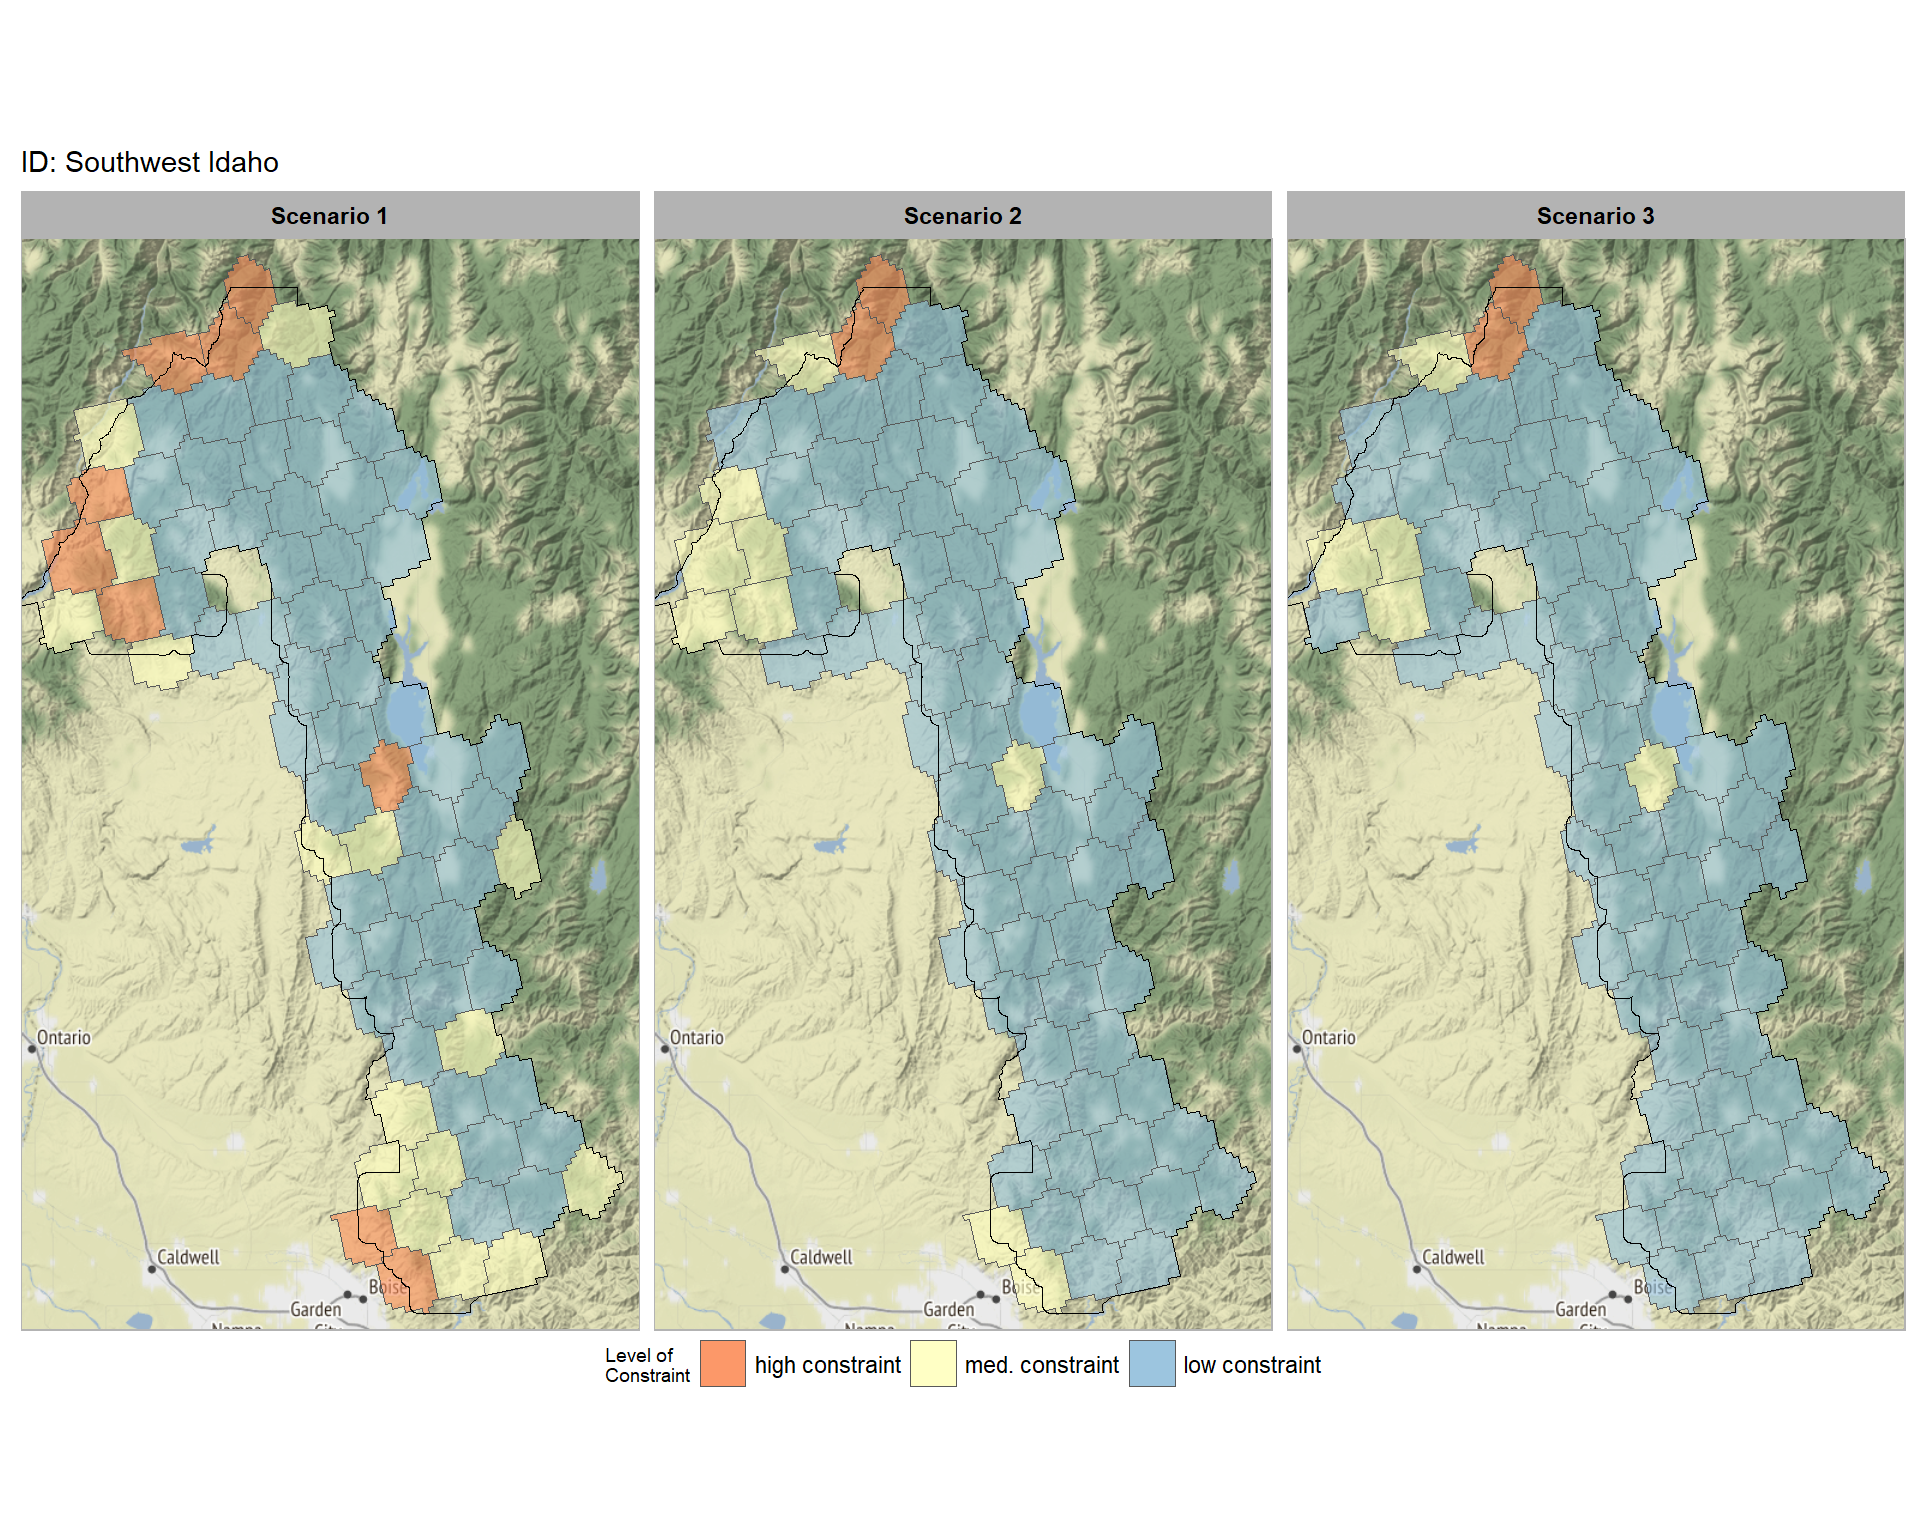 ID: Southwest Idaho
Scenario 1
Scenario 2
Scenario 3
Ontario
Caldwell
Boise
Garden
Ontario
Caldwell
Boise
Garden
Ontario
Caldwell
Boise
Garden
Level of
Constraint
high constraint
med. constraint
low constraint